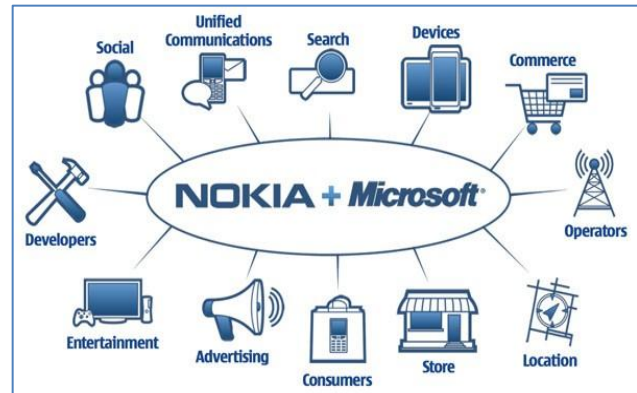 Social
Unified
Communications
Search
Devices
Commerce
Developers
NOKIA + Microsoft®
Operators
Entertainment
Advertising
Consumers
Store
Location